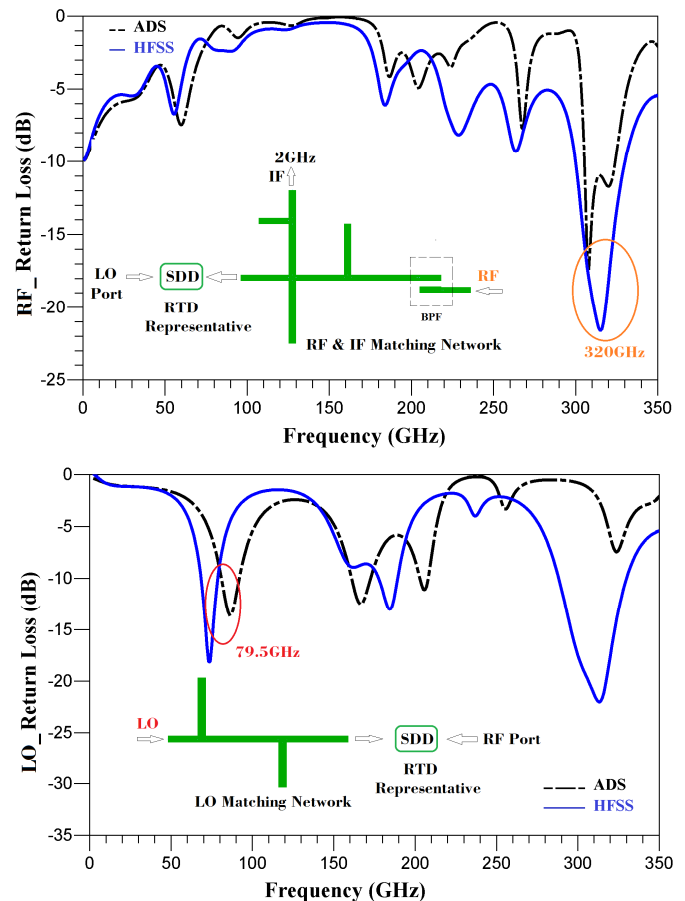 ADS
HFSS
RF_ Return Loss (dB)
0
-5
-10
-15
-20
-25
2GHz
IF
LO
Port
SDD
RTD
Representative
RF
BPF
RF & IF Matching Network
320GHz
0
50
100
150
200
250
300
350
Frequency (GHz)
LO_Return Loss (dB)
0
-5
-10
-15
-20
-25
-30
-35
79.5GHz
LO
SDD
RF Port
RTD
Representative
LO Matching Network
ADS
HFSS
0
50
100
150
200
250
300
350
Frequency (GHz)